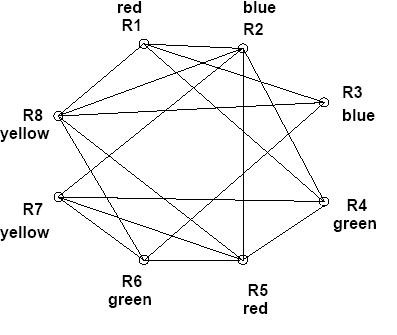 red
R1
blue
R2
R3
blue
R8
yellow
R7
yellow
R4
green
R6
green
R5
red